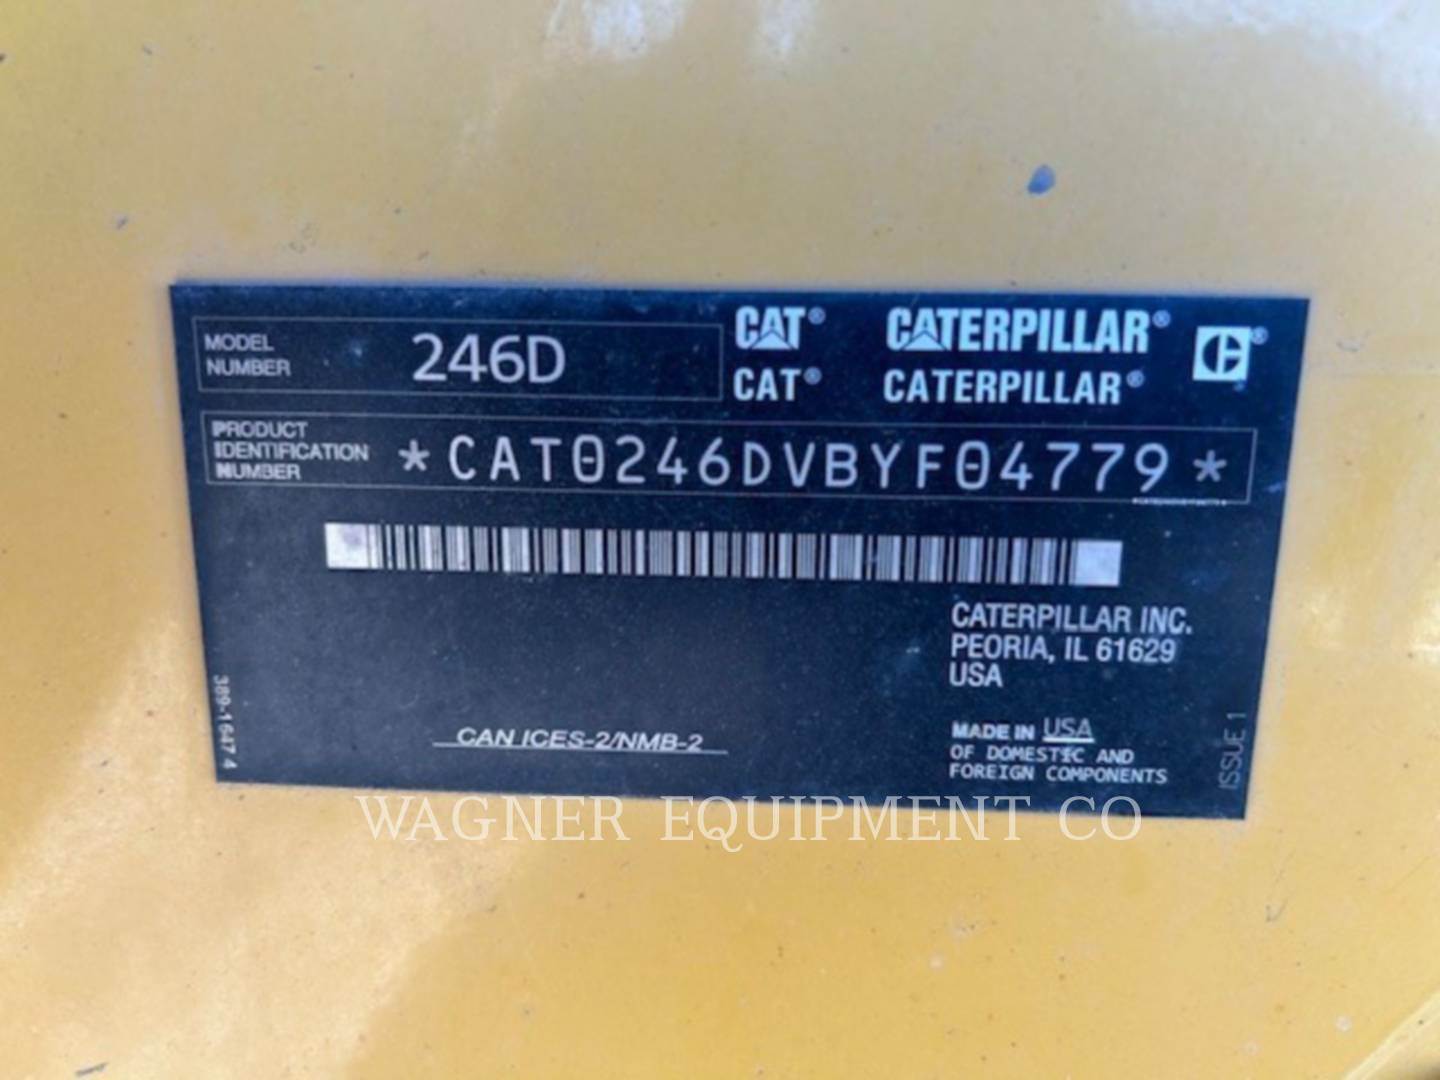 MODEL
NUMBER
246D
CAT® CATERPILLAR®
CAT® CATERPILLAR®
PRODUCT
IDENTIFICATION
NUMBER
*CAT0246DVBYF04779*
CATERPILLAR INC.
PEORIA, IL 61629
USA
CAN ICES-2/NMB-2
MADE IN USA
OF DOMESTIC AND
FOREIGN COMPONENTS
389-1647 4
ISSUE 1
WAGNER EQUIPMENT CO